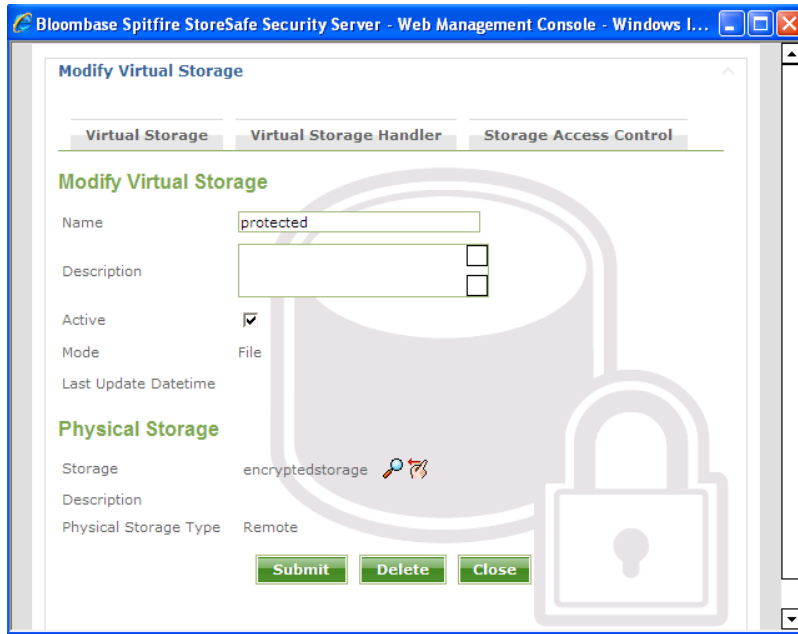 Bloombase Spitfire StoreSafe Security Server - Web Management Console - Windows I...
Modify Virtual Storage
Virtual Storage Virtual Storage Handler Storage Access Control
Modify Virtual Storage
Name protected
Description
Active
Mode File
Last Update Datetime
Physical Storage
Storage encryptedstorage
Description
Physical Storage Type Remote
Submit Delete Close